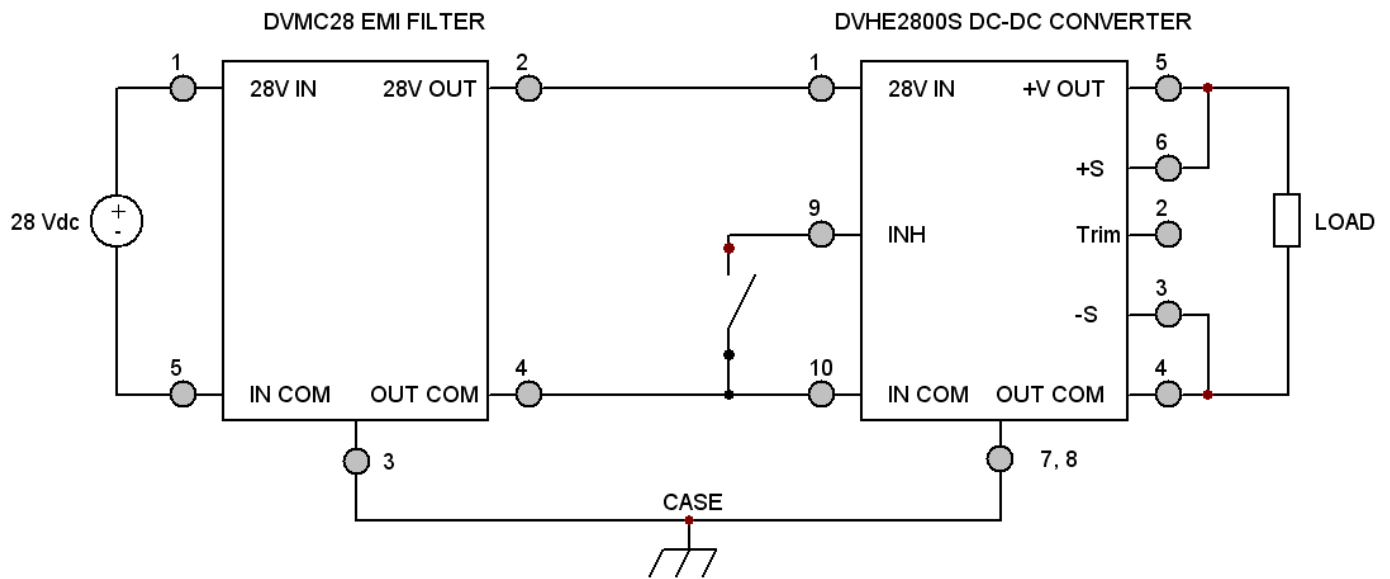 DVMC28 EMI FILTER
DVHE2800S DC-DC CONVERTER
1
2
1
5
28V IN
28V OUT
28V IN
+V OUT
6
+S
28 Vdc
+
-
9
INH
2
Trim
LOAD
3
-S
5
4
10
4
IN COM
OUT COM
IN COM
OUT COM
3
7, 8
CASE